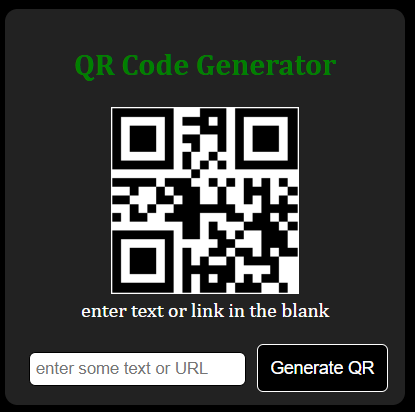 QR Code Generator
enter text or link in the blank
enter some text or URL
Generate QR